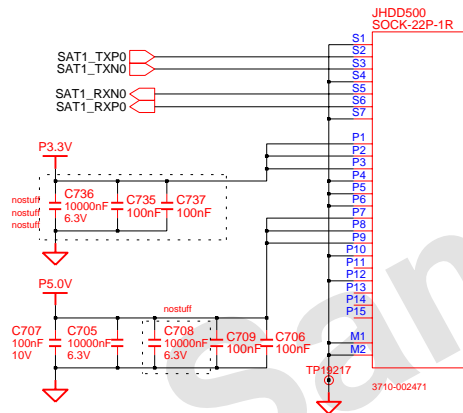 JHDD500
SOCK-22P-1R
S1
SAT1_TXP0 S2
SAT1_TXN0 S3
S4
SAT1_RXN0 S5
SAT1_RXP0 S6
S7
P1
P3.3V P2
P3
nostuff C736 C735 C737 P4
nostuff 10000nF 100nF 100nF P5
nostuff 6.3V P6
P7
P8
P9
P10
P5.0V P11
P12
nostuff P13
P14
C707 C705 C708 C709 C706 P15
100nF 10000nF 10000nF 100nF 100nF
10V 6.3V 6.3V
M1
M2
TP19217
3710-002471
Sam